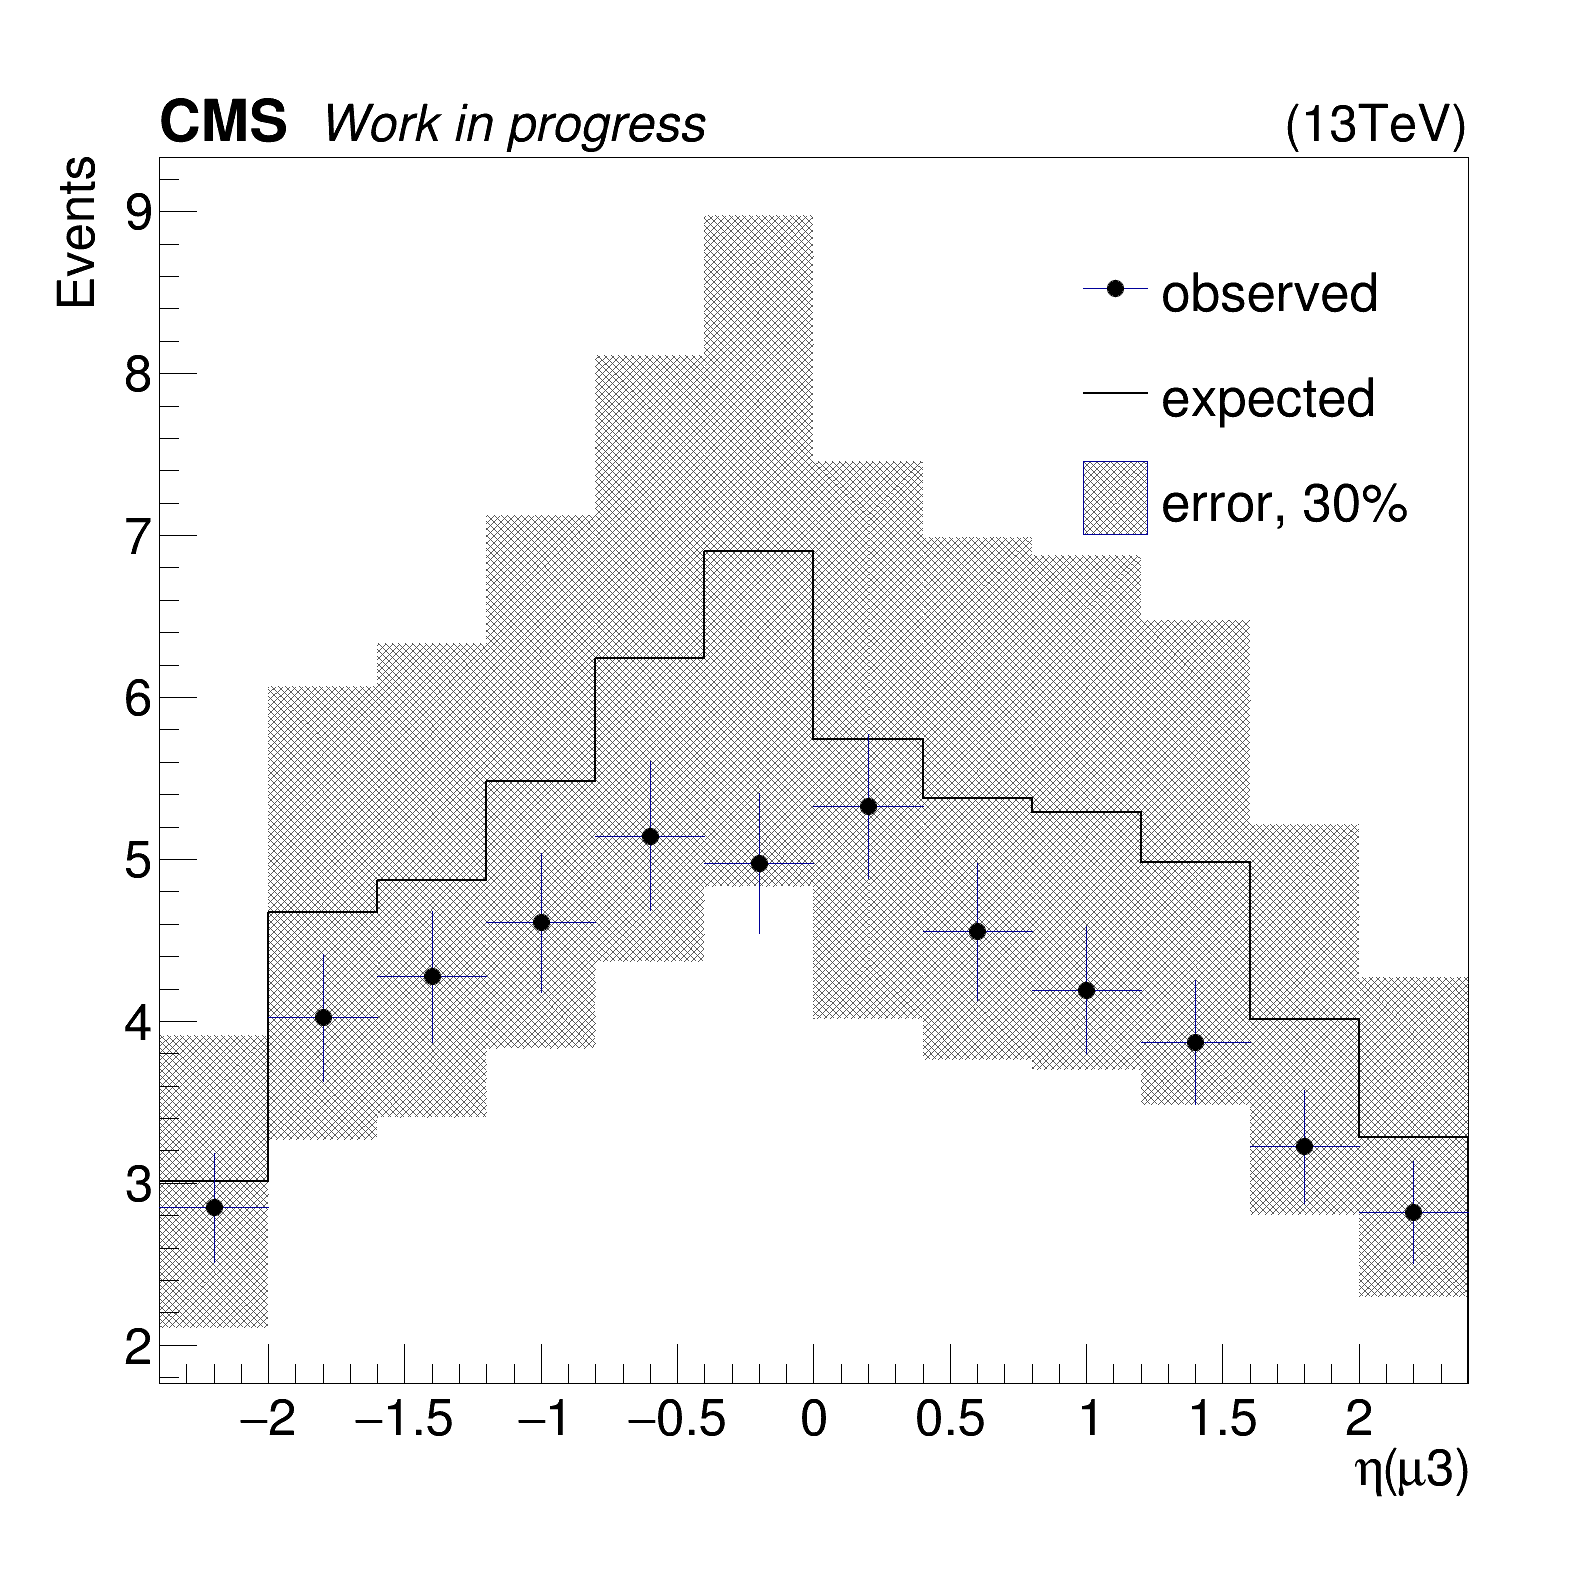 CMS Work in progress (13TeV)
Events
9
8
7
6
5
4
3
2
observed
expected
error, 30%
−2 −1.5 −1 −0.5 0 0.5 1 1.5 2
η(μ3)